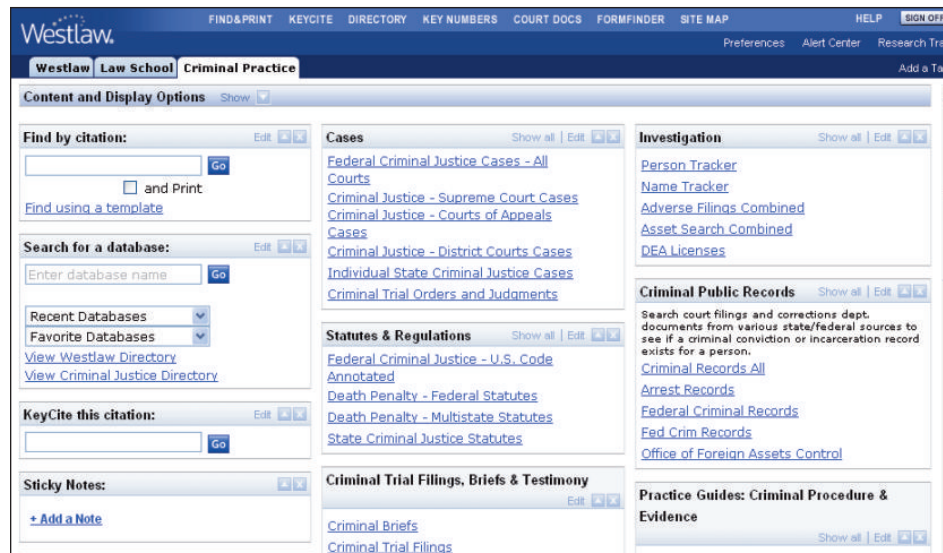 Westlaw.
FIND&PRINT KEYCITE DIRECTORY KEY NUMBERS COURT DOCS FORMFINDER SITE MAP HELP SIGN OFF
Preferences Alert Center Research Tra
Westlaw Law School Criminal Practice Add a Ta
Content and Display Options Show
Find by citation: Edit
Go
and Print
Find using a template
Search for a database: Edit
Enter database name Go
Recent Databases
Favorite Databases
View Westlaw Directory
View Criminal Justice Directory
KeyCite this citation: Edit
Go
Sticky Notes:
+ Add a Note
Cases Show all | Edit
Federal Criminal Justice Cases - All
Courts
Criminal Justice - Supreme Court Cases
Criminal Justice - Courts of Appeals
Cases
Criminal Justice - District Courts Cases
Individual State Criminal Justice Cases
Criminal Trial Orders and Judgments
Statutes & Regulations Show all | Edit
Federal Criminal Justice - U.S. Code
Annotated
Death Penalty - Federal Statutes
Death Penalty - Multistate Statutes
State Criminal Justice Statutes
Criminal Trial Filings, Briefs & Testimony
Edit
Criminal Briefs
Criminal Trial Filings
Investigation Show all | Edit
Person Tracker
Name Tracker
Adverse Filings Combined
Asset Search Combined
DEA Licenses
Criminal Public Records Show all | Edit
Search court filings and corrections dept.
documents from various state/federal sources to
see if a criminal conviction or incarceration record
exists for a person.
Criminal Records All
Arrest Records
Federal Criminal Records
Fed Crim Records
Office of Foreign Assets Control
Practice Guides: Criminal Procedure &
Evidence
Show all | Edit